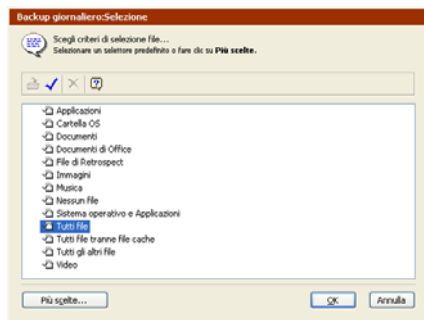 Backup giornaliero:Selezione
Scegli criteri di selezione file...
Selezionare un selettore predefinito o fare clic su Più scelte.
Applicazioni
Cartella OS
Documenti
Documenti di Office
File di Retrospect
Immagini
Musica
Nessun file
Sistema operativo e Applicazioni
Tutti file
Tutti file tranne file cache
Tutti gli altri file
Video
Più scelte...
OK
Annulla